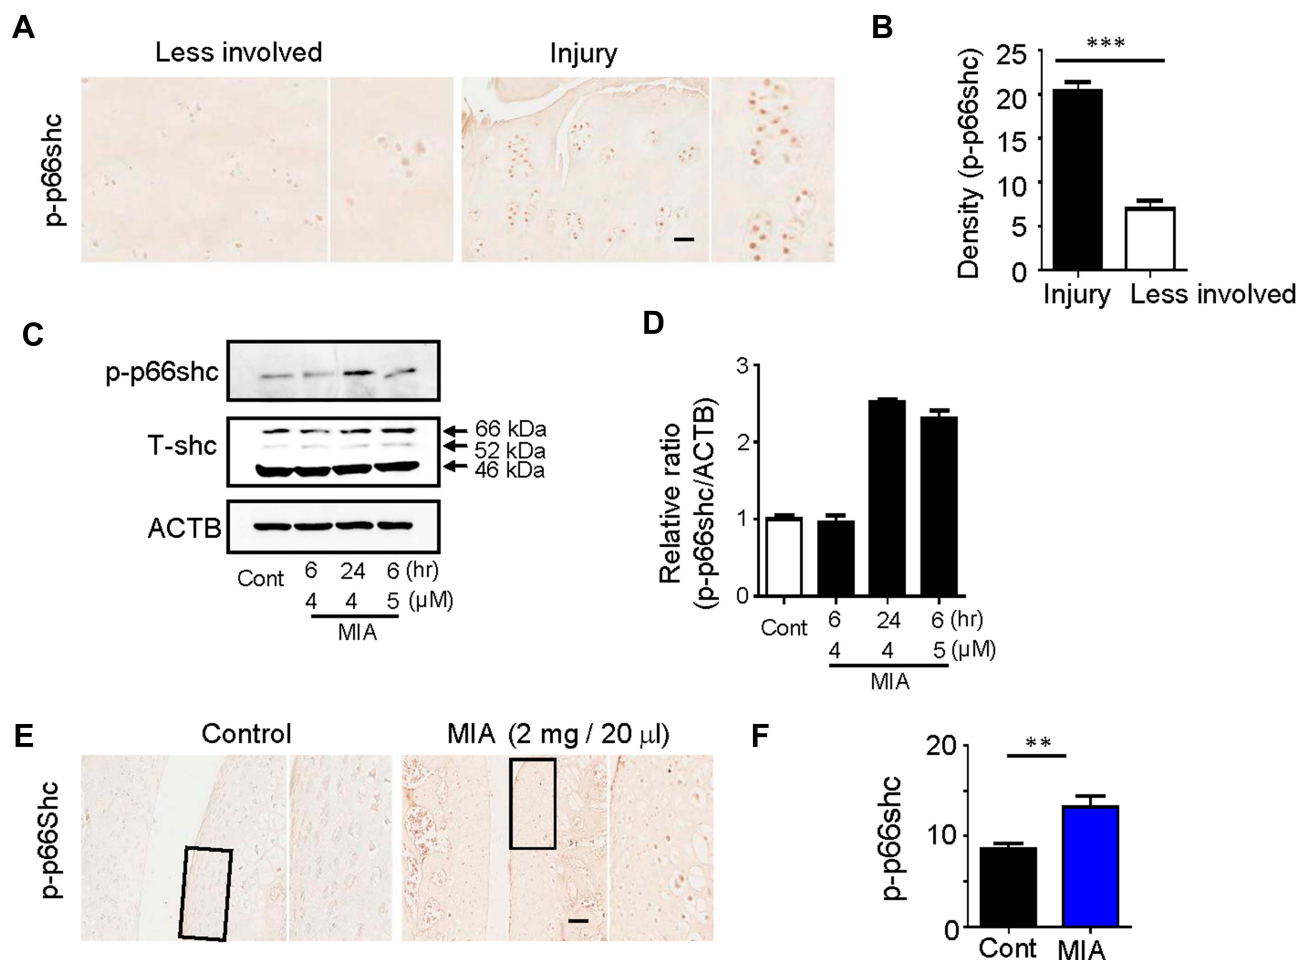 A
Less involved
Injury
p-p66shc
B
Density (p-p66shc)
25
20
15
10
5
0
***
Injury
Less involved
C
p-p66shc
T-shc
ACTB
66 kDa
52 kDa
46 kDa
Cont
6
24
6
(hr)
4
4
5
(µM)
MIA
D
Relative ratio
(p-p66shc/ACTB)
3
2
1
0
Cont
6
24
6
(hr)
4
4
5
(µM)
MIA
E
Control
MIA (2 mg / 20 µl)
p-p66Shc
F
p-p66shc
20
10
0
**
Cont
MIA